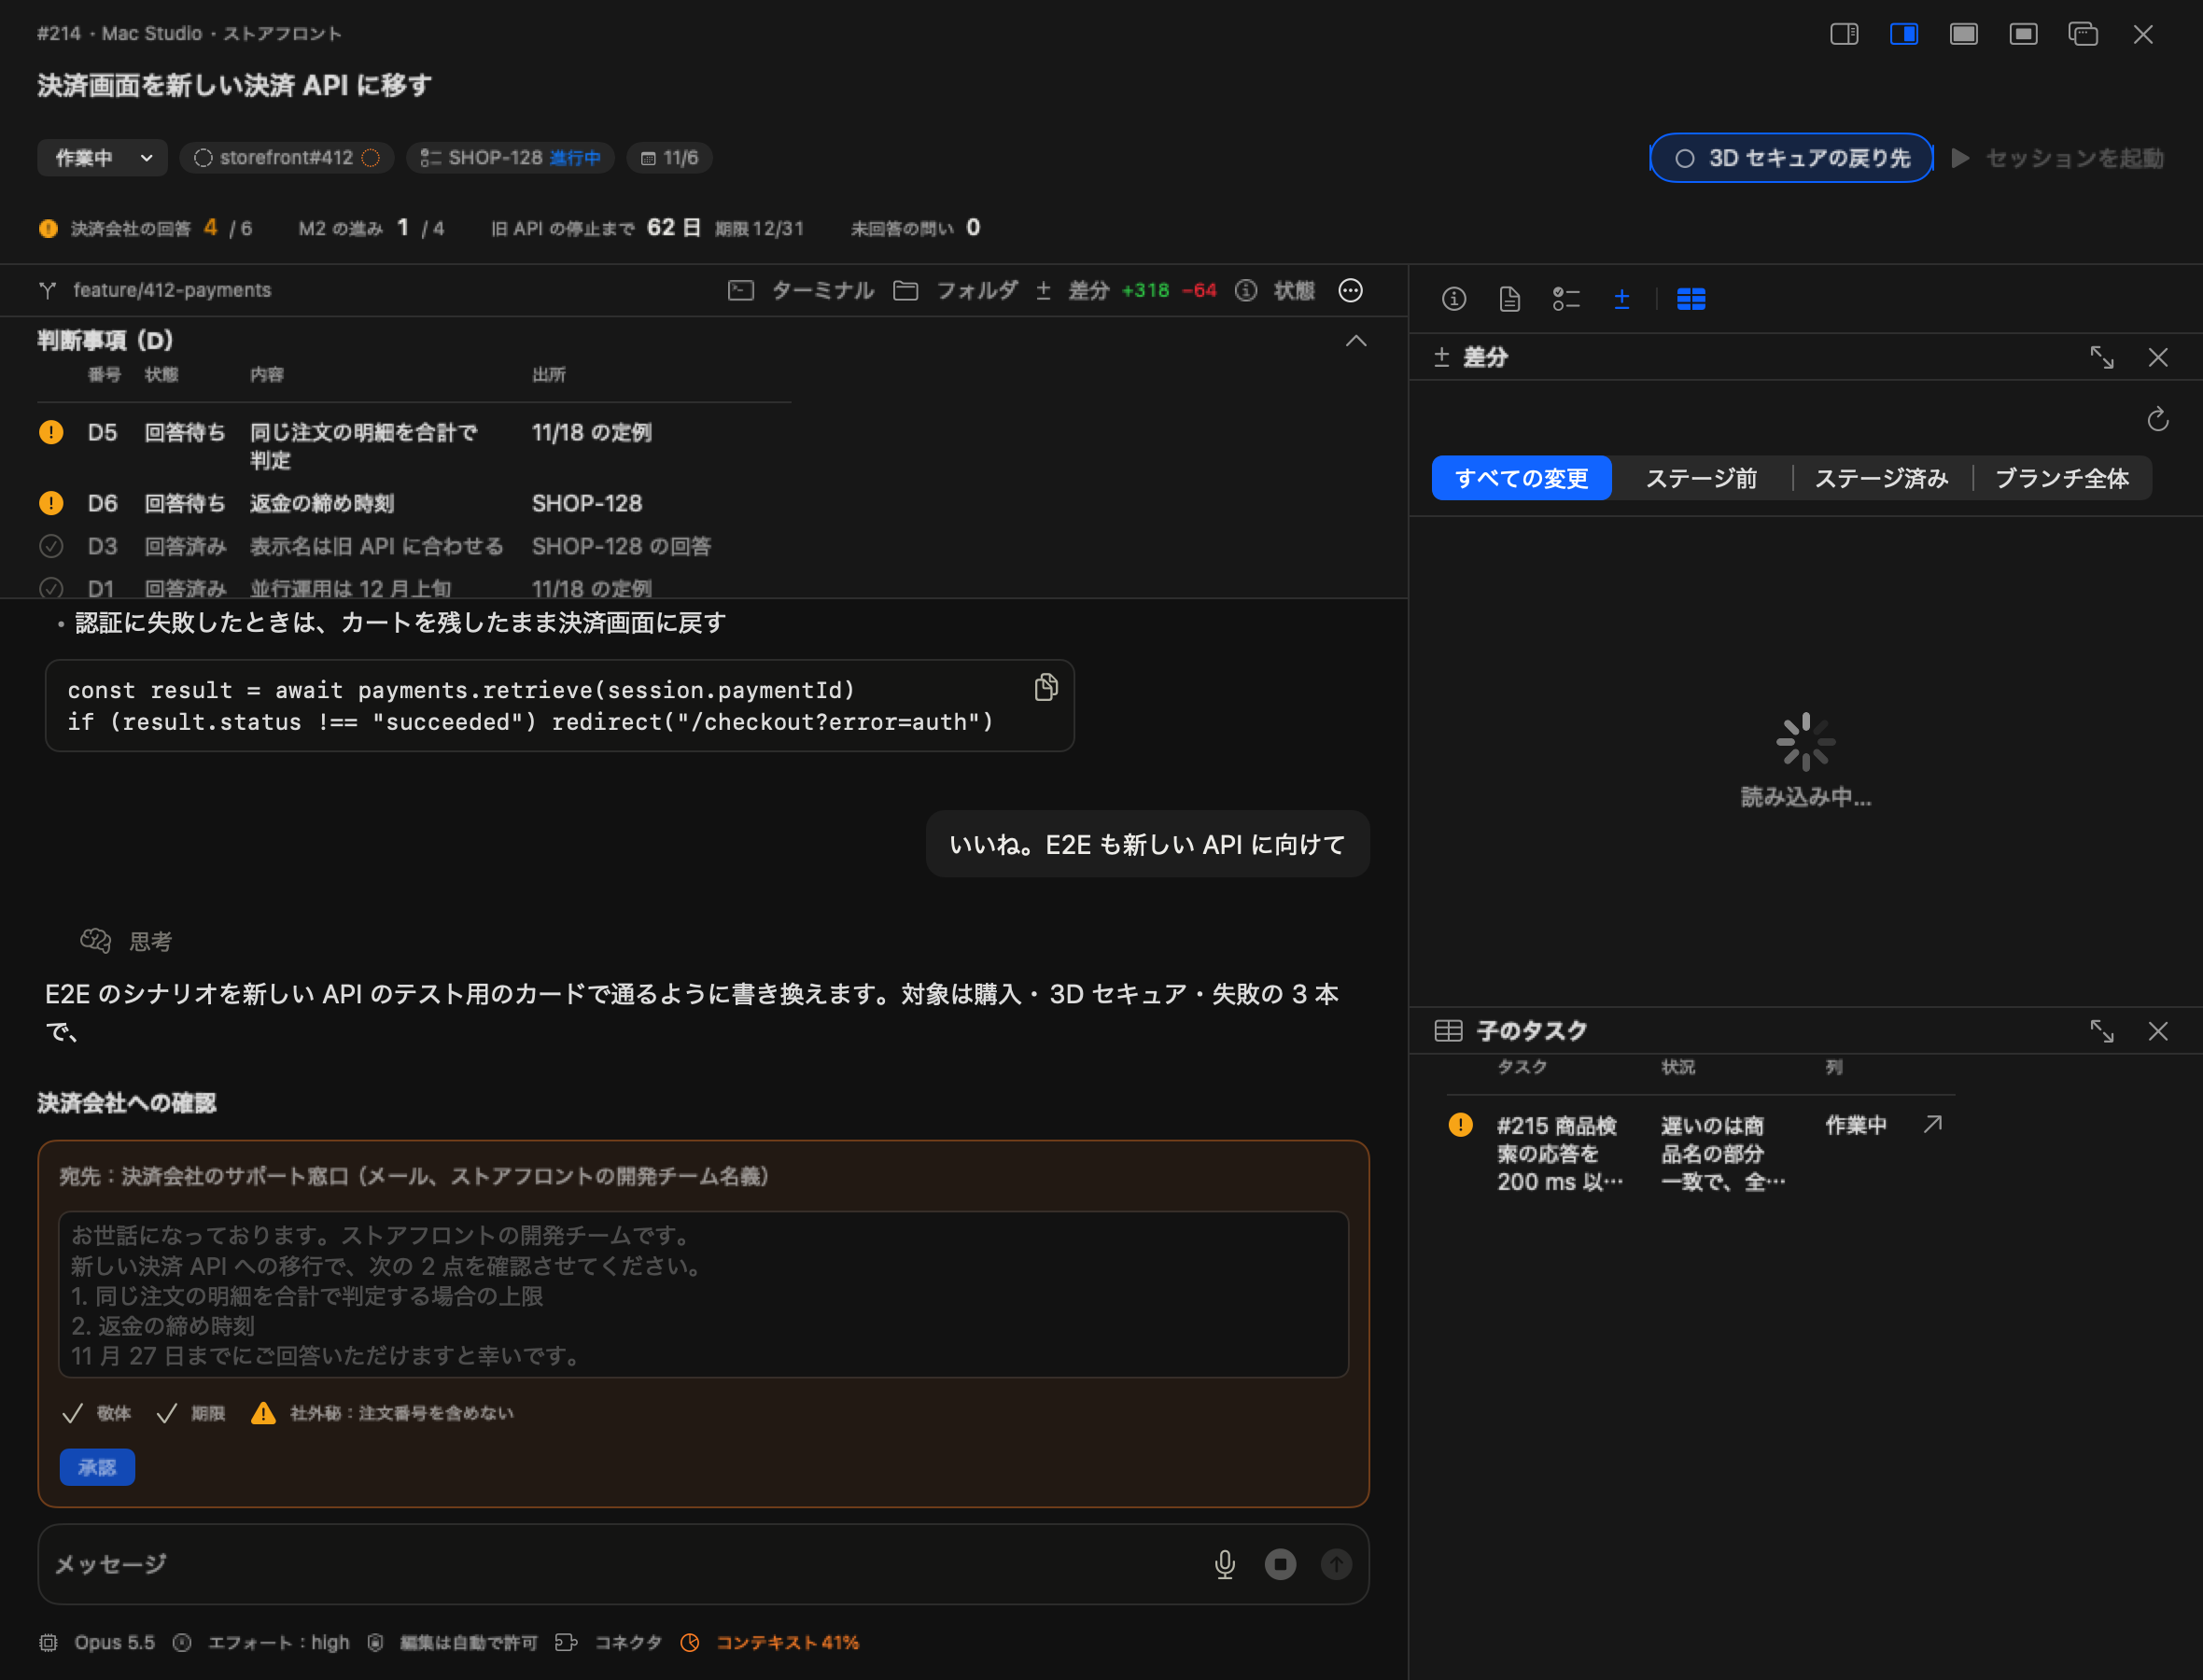 #214・Mac Studio・ストアフロント
決済画面を新しい決済 API に移す
作業中 storefront#412 SHOP-128 進行中 11/6
3D セキュアの戻り先 セッションを起動
決済会社の回答 4 / 6 M2 の進み 1 / 4 旧 API の停止まで 62 日 期限 12/31 未回答の問い 0
feature/412-payments ターミナル フォルダ 差分 +318 −64 状態
判断事項（D）
番号 状態 内容 出所
D5 回答待ち 同じ注文の明細を合計で 11/18 の定例
判定
D6 回答待ち 返金の締め時刻 SHOP-128
D3 回答済み 表示名は旧 API に合わせる SHOP-128 の回答
D1 回答済み 並行運用は 12 月上旬 11/18 の定例
・認証に失敗したときは、カートを残したまま決済画面に戻す
const result = await payments.retrieve(session.paymentId)
if (result.status !== "succeeded") redirect("/checkout?error=auth")
いいね。E2E も新しい API に向けて
思考
E2E のシナリオを新しい API のテスト用のカードで通るように書き換えます。対象は購入・3D セキュア・失敗の 3 本
で、
決済会社への確認
宛先：決済会社のサポート窓口（メール、ストアフロントの開発チーム名義）
お世話になっております。ストアフロントの開発チームです。
新しい決済 API への移行で、次の 2 点を確認させてください。
1. 同じ注文の明細を合計で判定する場合の上限
2. 返金の締め時刻
11 月 27 日までにご回答いただけますと幸いです。
敬体 期限 社外秘：注文番号を含めない
承認
メッセージ
Opus 5.5 エフォート：high 編集は自動で許可 コネクタ コンテキスト 41%
差分
すべての変更 ステージ前 ステージ済み ブランチ全体
読み込み中...
子のタスク
タスク 状況 列
#215 商品検 遅いのは商 作業中
索の応答を 品名の部分
200 ms 以… 一致で、全…